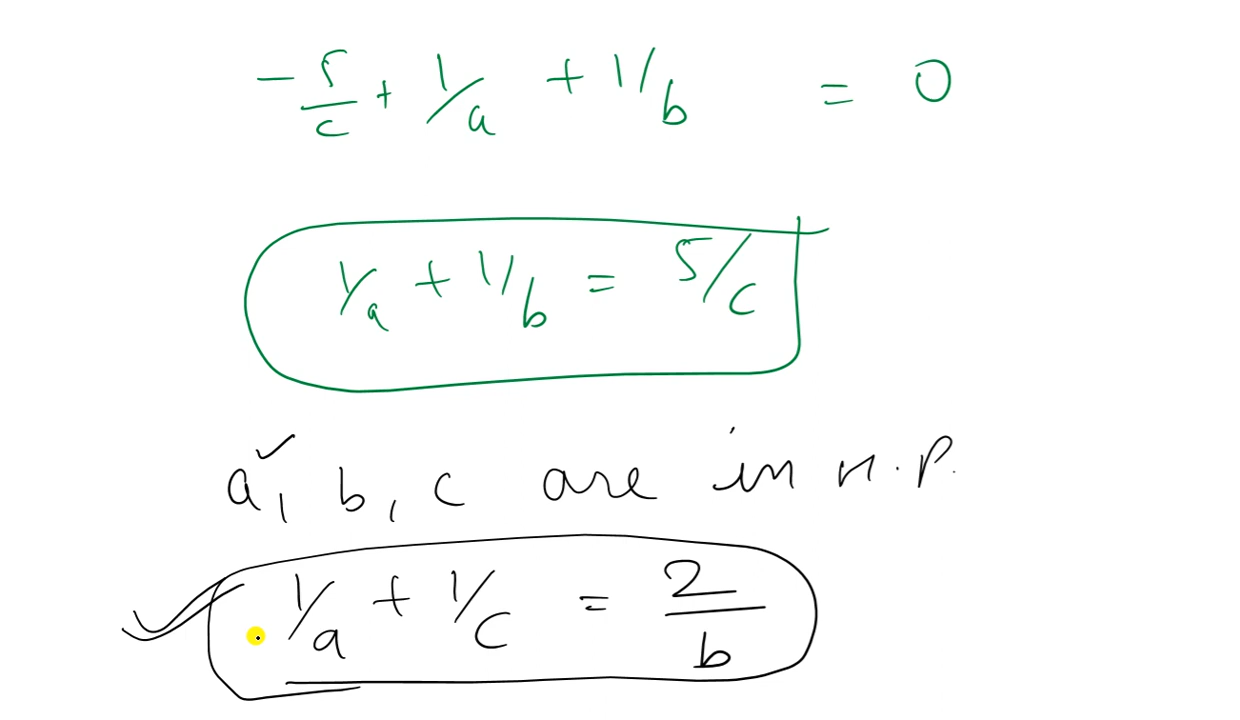 - 5/c + 1/a + 1/b = 0
1/a + 1/b = 5/c
a, b, c are in H.P.
1/a + 1/c = 2/b